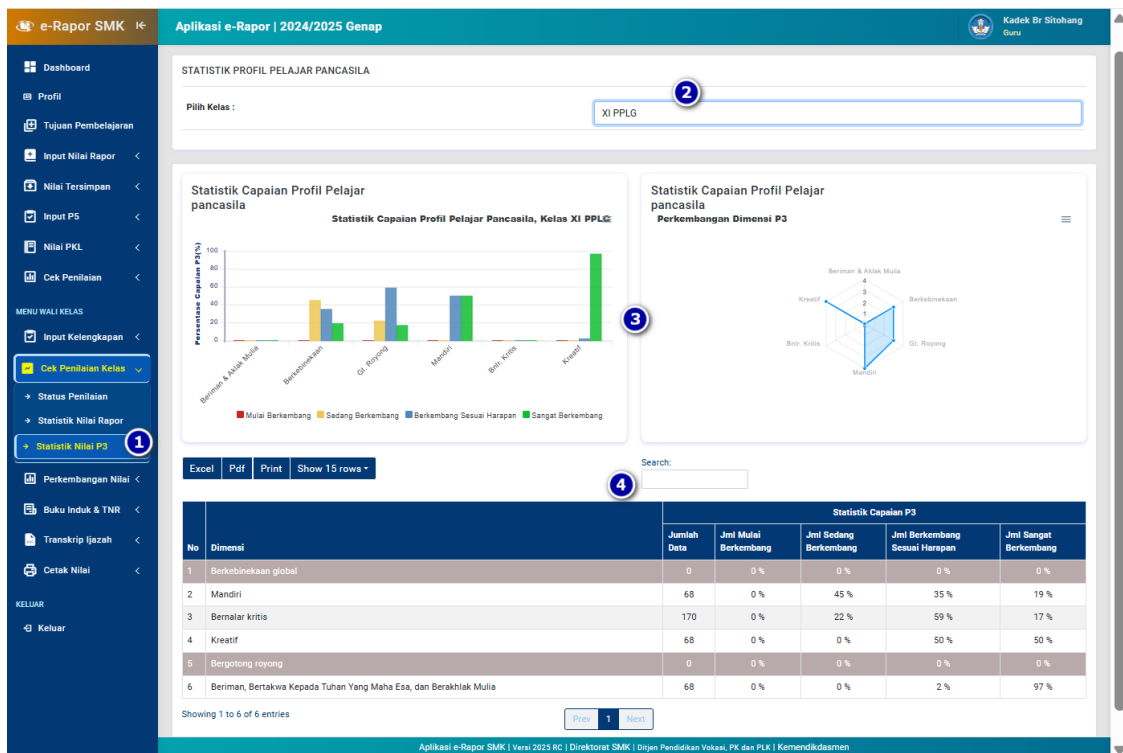 e-Rapor SMK
Aplikasi e-Rapor | 2024/2025 Genap
Kadek Br Sitohang
Guru
Dashboard
Profil
Tujuan Pembelajaran
Input Nilai Rapor
Nilai Tersimpan
Input P5
Nilai PKL
Cek Penilaian
MENU WALI KELAS
Input Kelengkapan
Cek Penilaian Kelas
Status Penilaian
Statistik Nilai Rapor
Statistik Nilai P3
1
Perkembangan Nilai
Buku Induk & TNR
Transkrip Ijazah
Cetak Nilai
KELUAR
Keluar
STATISTIK PROFIL PELAJAR PANCASILA
2
Pilih Kelas :
XI PPLG
Statistik Capaian Profil Pelajar
pancasila
Statistik Capaian Profil Pelajar Pancasila, Kelas XI PPLG
Persentase Capaian P3(%)
100
80
60
40
20
0
Beriman & Aklak Mulia
Berkebinekaan
Gt. Royong
Mandiri
Bnlr. Kritis
Kreatif
Mulai Berkembang Sedang Berkembang Berkembang Sesuai Harapan Sangat Berkembang
3
Statistik Capaian Profil Pelajar
pancasila
Perkembangan Dimensi P3
Beriman & Aklak Mulia
4
3
2
1
Kreatif
Berkebinekaan
Bnlr. Kritis
Gt. Royong
Mandiri
Excel Pdf Print Show 15 rows
Search:
4
No Dimensi Statistik Capaian P3
Jumlah Data Jml Mulai Berkembang Jml Sedang Berkembang Jml Berkembang Sesuai Harapan Jml Sangat Berkembang
1 Berkebinekaan global 0 0 % 0 % 0 % 0 %
2 Mandiri 68 0 % 45 % 35 % 19 %
3 Bernalar kritis 170 0 % 22 % 59 % 17 %
4 Kreatif 68 0 % 0 % 50 % 50 %
5 Bergotong royong 0 0 % 0 % 0 % 0 %
6 Beriman, Bertakwa Kepada Tuhan Yang Maha Esa, dan Berakhlak Mulia 68 0 % 0 % 2 % 97 %
Showing 1 to 6 of 6 entries
Prev 1 Next
Aplikasi e-Rapor SMK | Versi 2025 RC | Direktorat SMK | Ditjen Pendidikan Vokasi, PK dan PLK | Kemendikdasmen